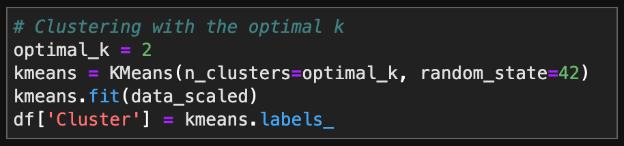 # Clustering with the optimal k
optimal_k = 2
kmeans = KMeans(n_clusters=optimal_k, random_state=42)
kmeans.fit(data_scaled)
df['Cluster'] = kmeans.labels_